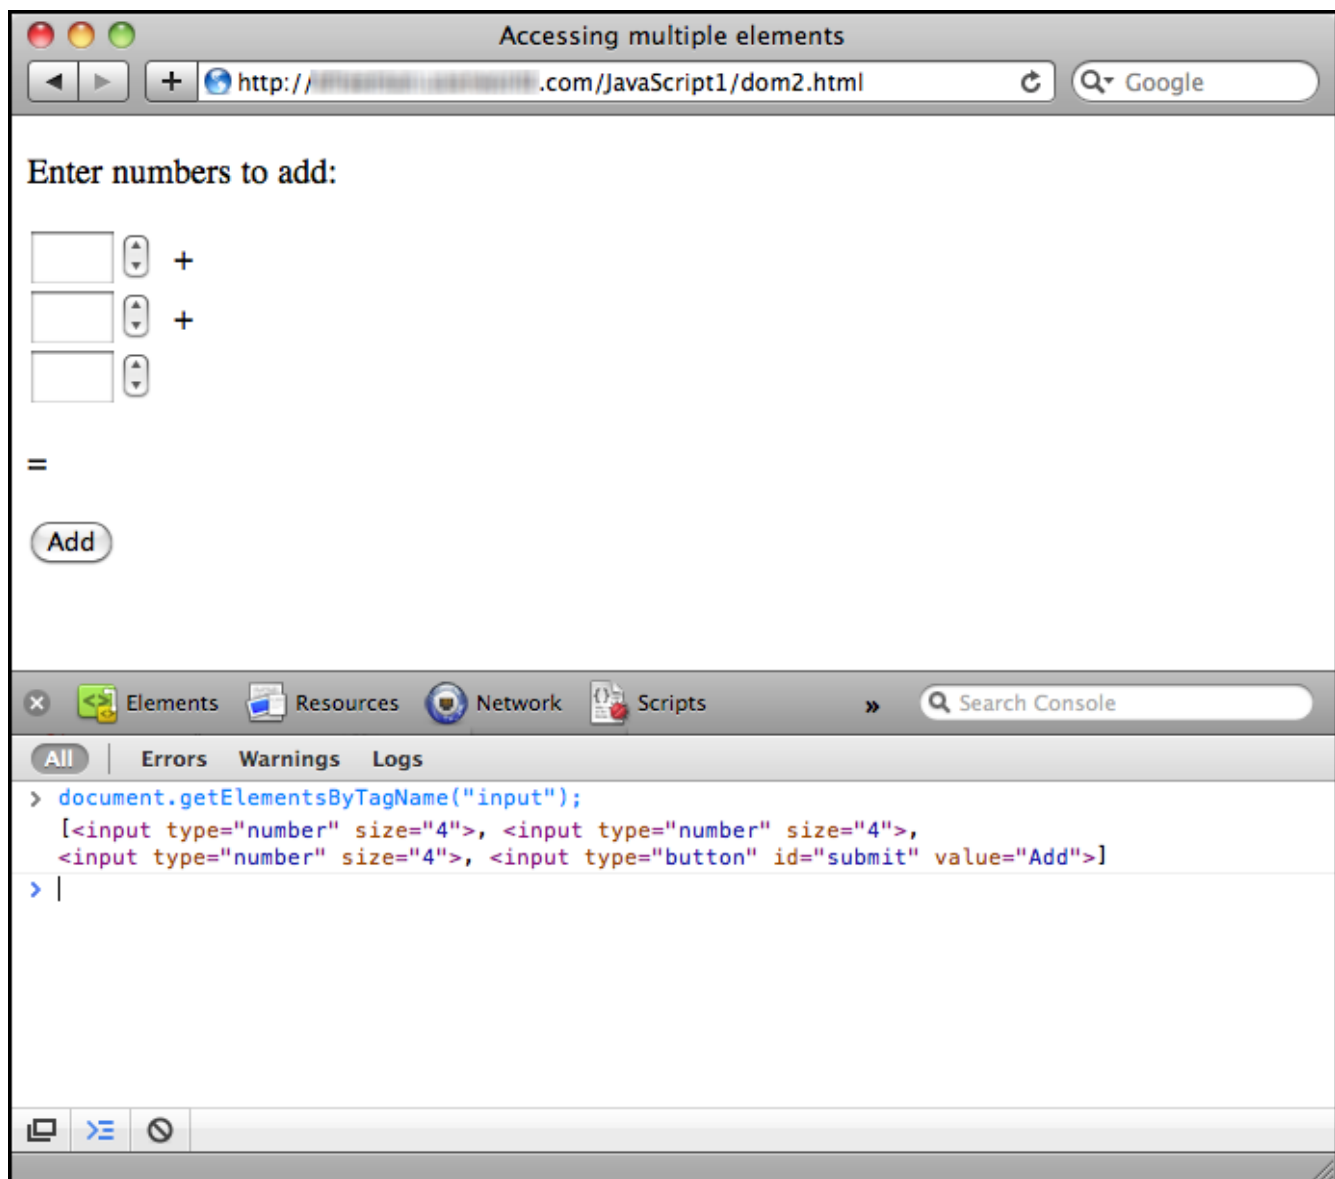 Accessing multiple elements
+ http:// .com/JavaScript1/dom2.html Google
Enter numbers to add:
+
+
=
Add
Elements Resources Network Scripts » Search Console
All Errors Warnings Logs
> document.getElementsByTagName("input");
[<input type="number" size="4">, <input type="number" size="4">,
<input type="number" size="4">, <input type="button" id="submit" value="Add">]
>